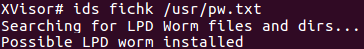 XVisor# ids fichk /usr/pw.txt
Searching for LPD Worm files and dirs...
Possible LPD worm installed